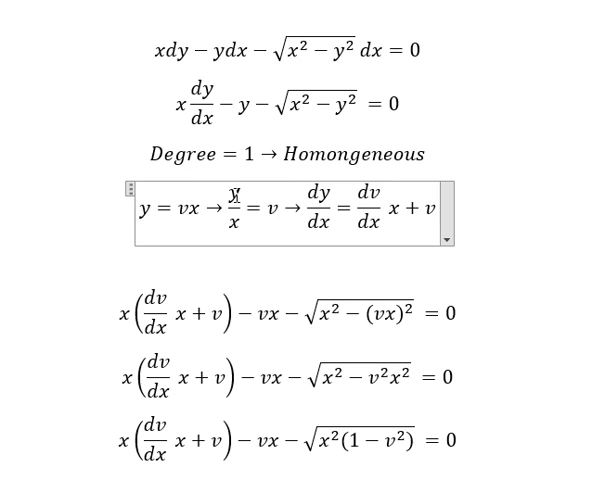 xdy − ydx − √(x² − y²) dx = 0
x dy/dx − y − √(x² − y²) = 0
Degree = 1 → Homongeneous
y = vx → y/x = v → dy/dx = dv/dx x + v
x(dv/dx x + v) − vx − √(x² − (vx)²) = 0
x(dv/dx x + v) − vx − √(x² − v²x²) = 0
x(dv/dx x + v) − vx − √(x²(1 − v²)) = 0